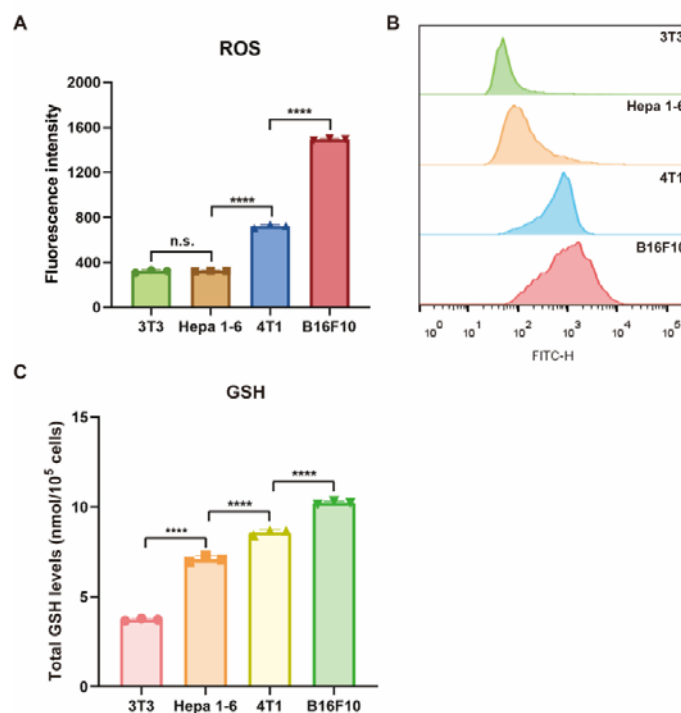 A
ROS
Fluorescence intensity
2000
1600
1200
800
400
0
n.s.
****
****
3T3 Hepa 1-6 4T1 B16F10
B
3T3
Hepa 1-6
4T1
B16F10
10⁰ 10¹ 10² 10³ 10⁴ 10⁵
FITC-H
C
GSH
Total GSH levels (nmol/10⁵ cells)
15
10
5
0
****
****
****
3T3 Hepa 1-6 4T1 B16F10